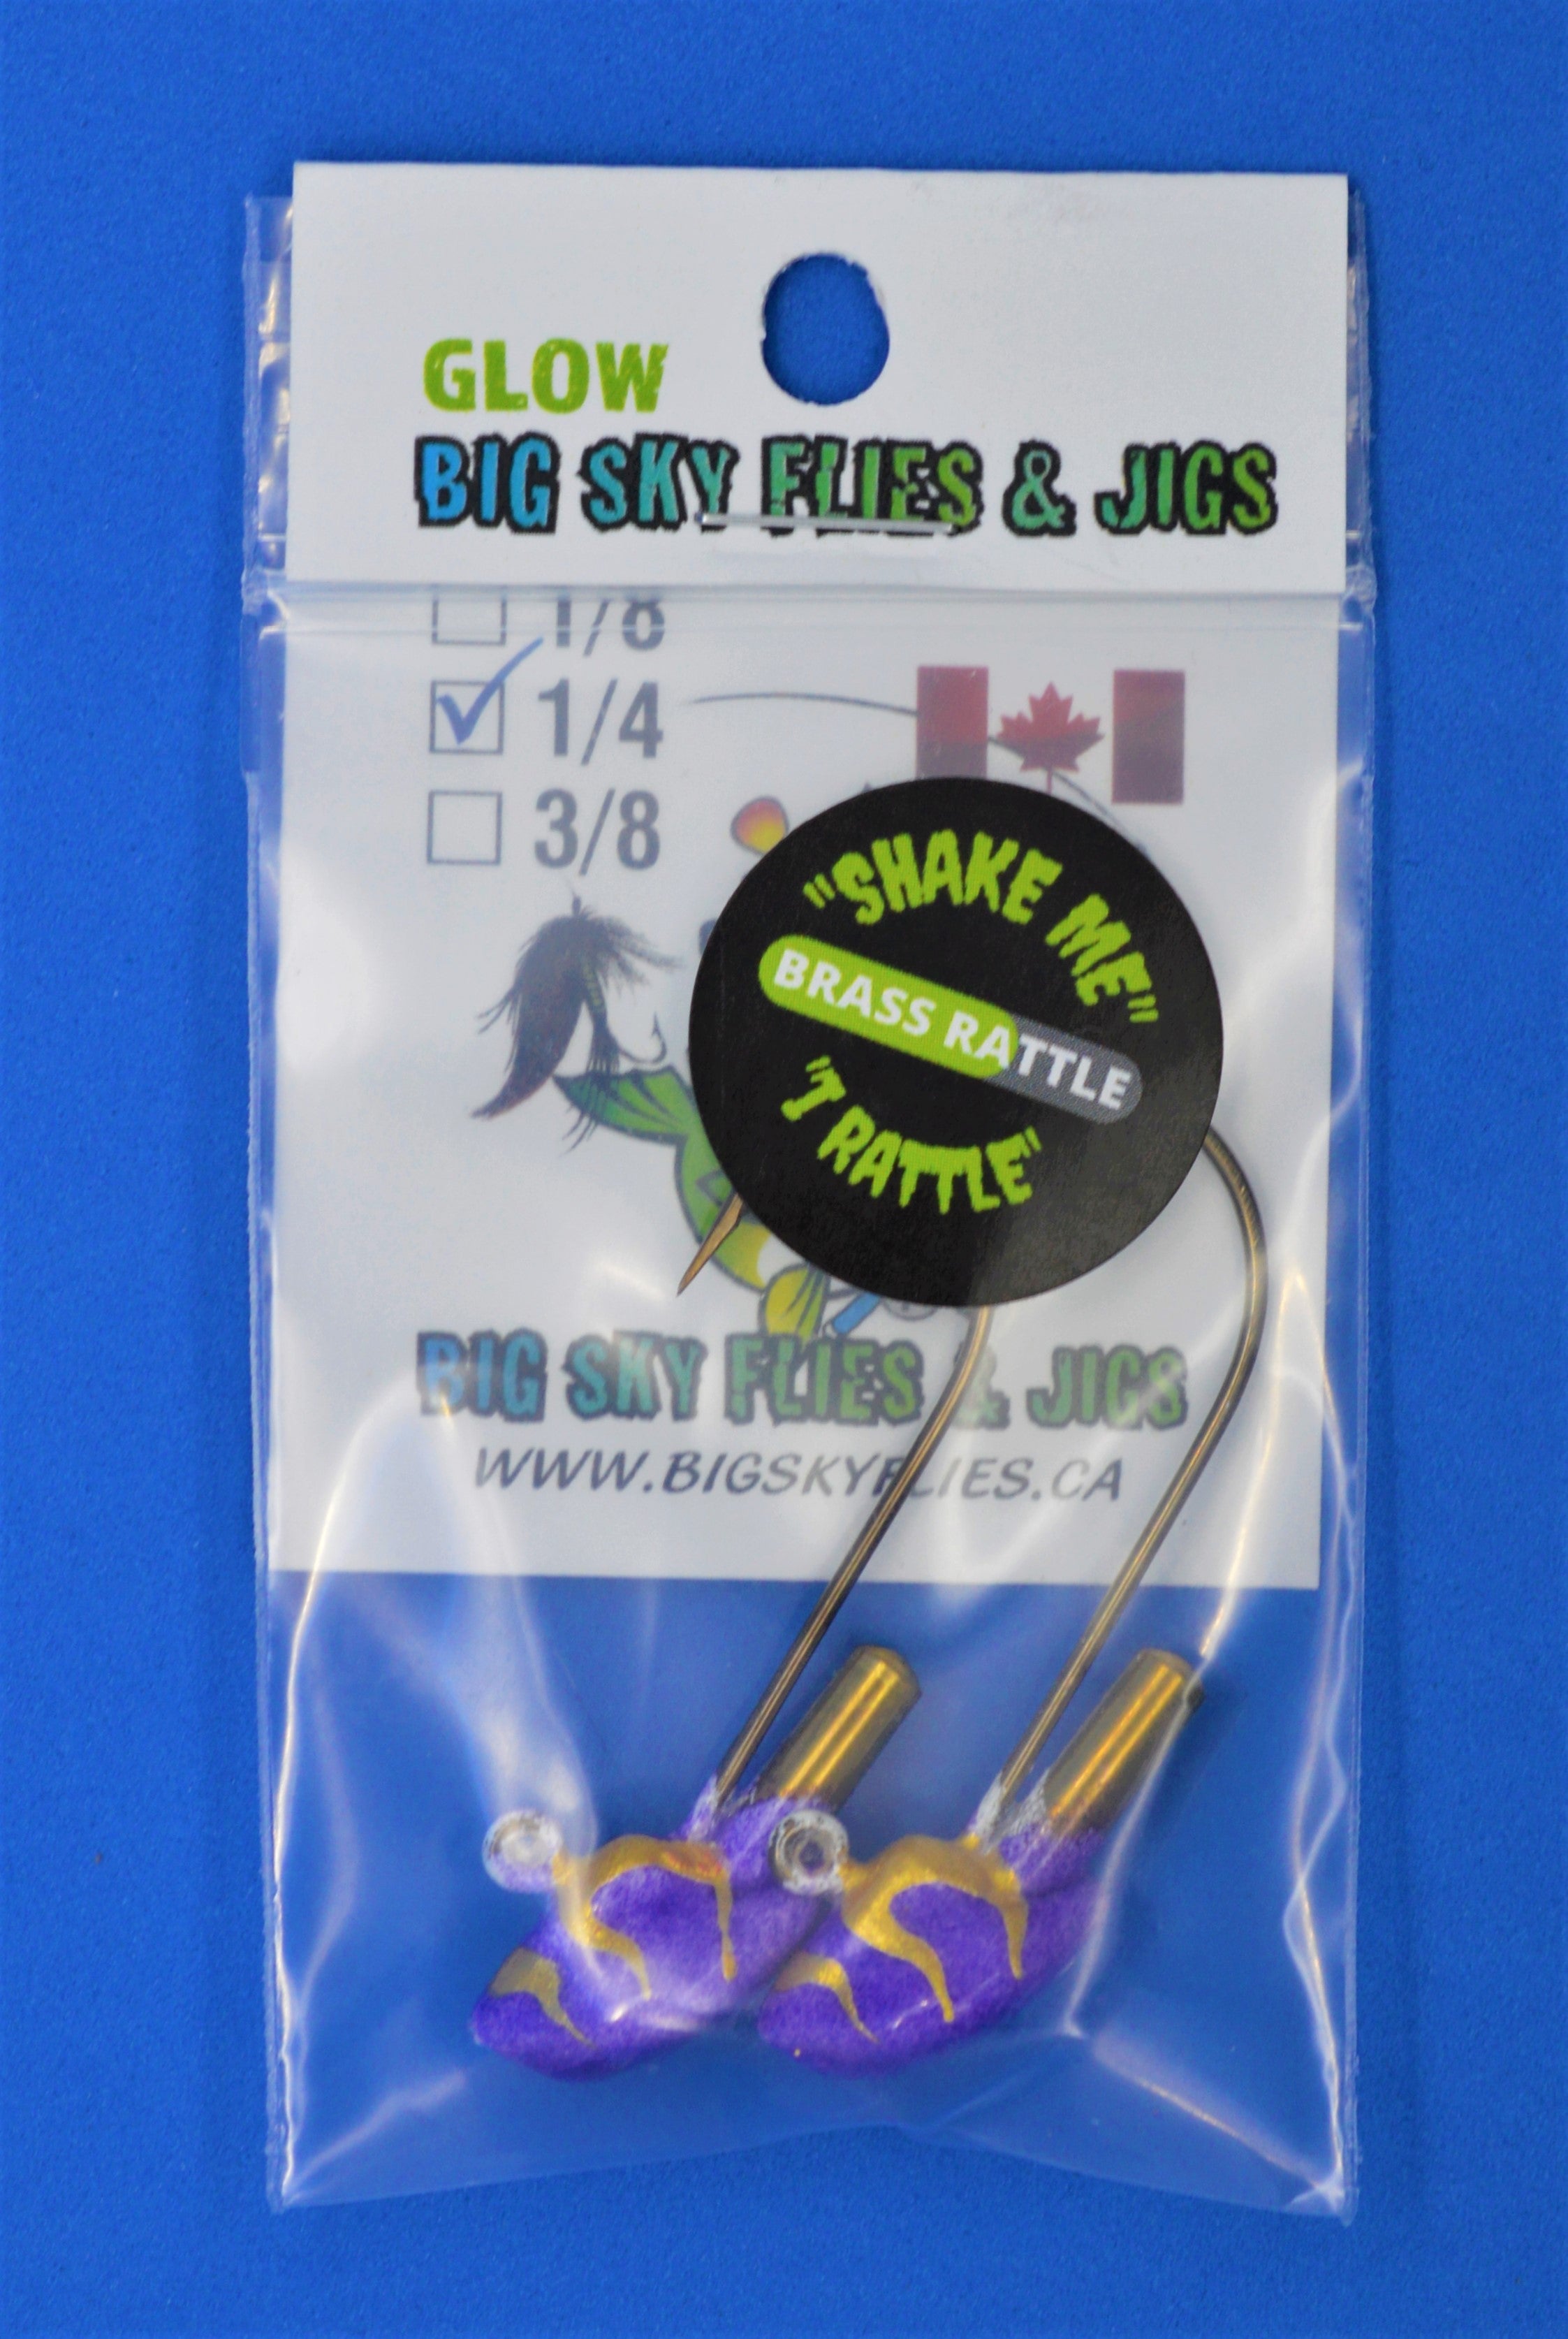 GLOW
BIG SKY FLIES & JIGS
1/8
1/4
3/8
"SHAKE ME"
BRASS RATTLE
"I RATTLE"
BIG SKY FLIES & JIGS
WWW.BIGSKYFLIES.CA